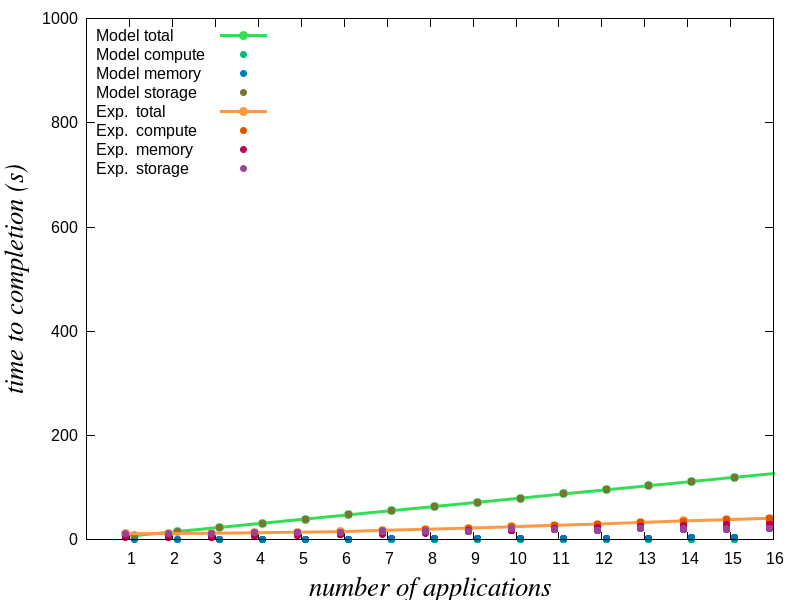 1000
800
600
400
200
0
time to completion (s)
Model total
Model compute
Model memory
Model storage
Exp. total
Exp. compute
Exp. memory
Exp. storage
1 2 3 4 5 6 7 8 9 10 11 12 13 14 15 16
number of applications